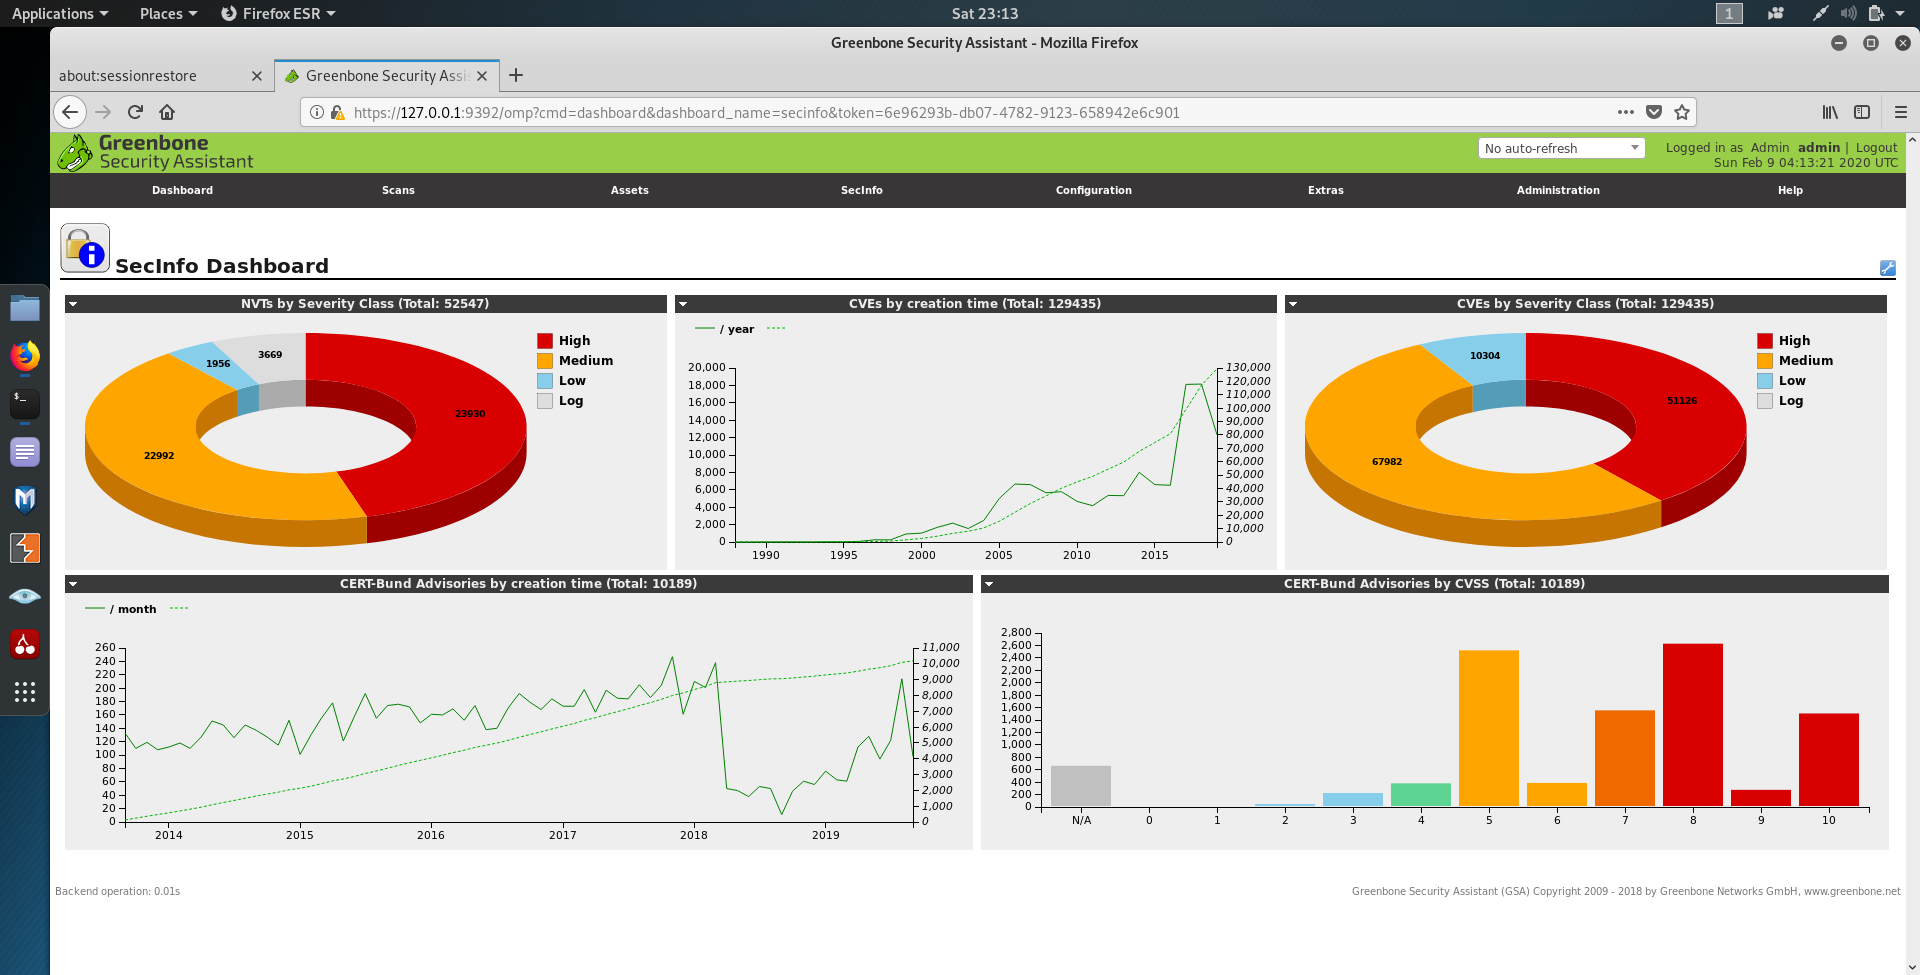 Applications Places Firefox ESR Sat 23:13 1
Greenbone Security Assistant - Mozilla Firefox
about:sessionrestore Greenbone Security Assis
https://127.0.0.1:9392/omp?cmd=dashboard&dashboard_name=secinfo&token=6e96293b-db07-4782-9123-658942e6c901
Greenbone
Security Assistant
No auto-refresh
Logged in as Admin admin | Logout
Sun Feb 9 04:13:21 2020 UTC
Dashboard Scans Assets SecInfo Configuration Extras Administration Help
SecInfo Dashboard
NVTs by Severity Class (Total: 52547)
High
Medium
Low
Log
3669
1956
23930
22992
CVEs by creation time (Total: 129435)
/ year
20,000
18,000
16,000
14,000
12,000
10,000
8,000
6,000
4,000
2,000
0
130,000
120,000
110,000
100,000
90,000
80,000
70,000
60,000
50,000
40,000
30,000
20,000
10,000
0
1990 1995 2000 2005 2010 2015
CVEs by Severity Class (Total: 129435)
High
Medium
Low
Log
10304
51126
67982
CERT-Bund Advisories by creation time (Total: 10189)
/ month
260
240
220
200
180
160
140
120
100
80
60
40
20
0
11,000
10,000
9,000
8,000
7,000
6,000
5,000
4,000
3,000
2,000
1,000
0
2014 2015 2016 2017 2018 2019
CERT-Bund Advisories by CVSS (Total: 10189)
2,800
2,600
2,400
2,200
2,000
1,800
1,600
1,400
1,200
1,000
800
600
400
200
0
N/A 0 1 2 3 4 5 6 7 8 9 10
Backend operation: 0.01s
Greenbone Security Assistant (GSA) Copyright 2009 - 2018 by Greenbone Networks GmbH, www.greenbone.net